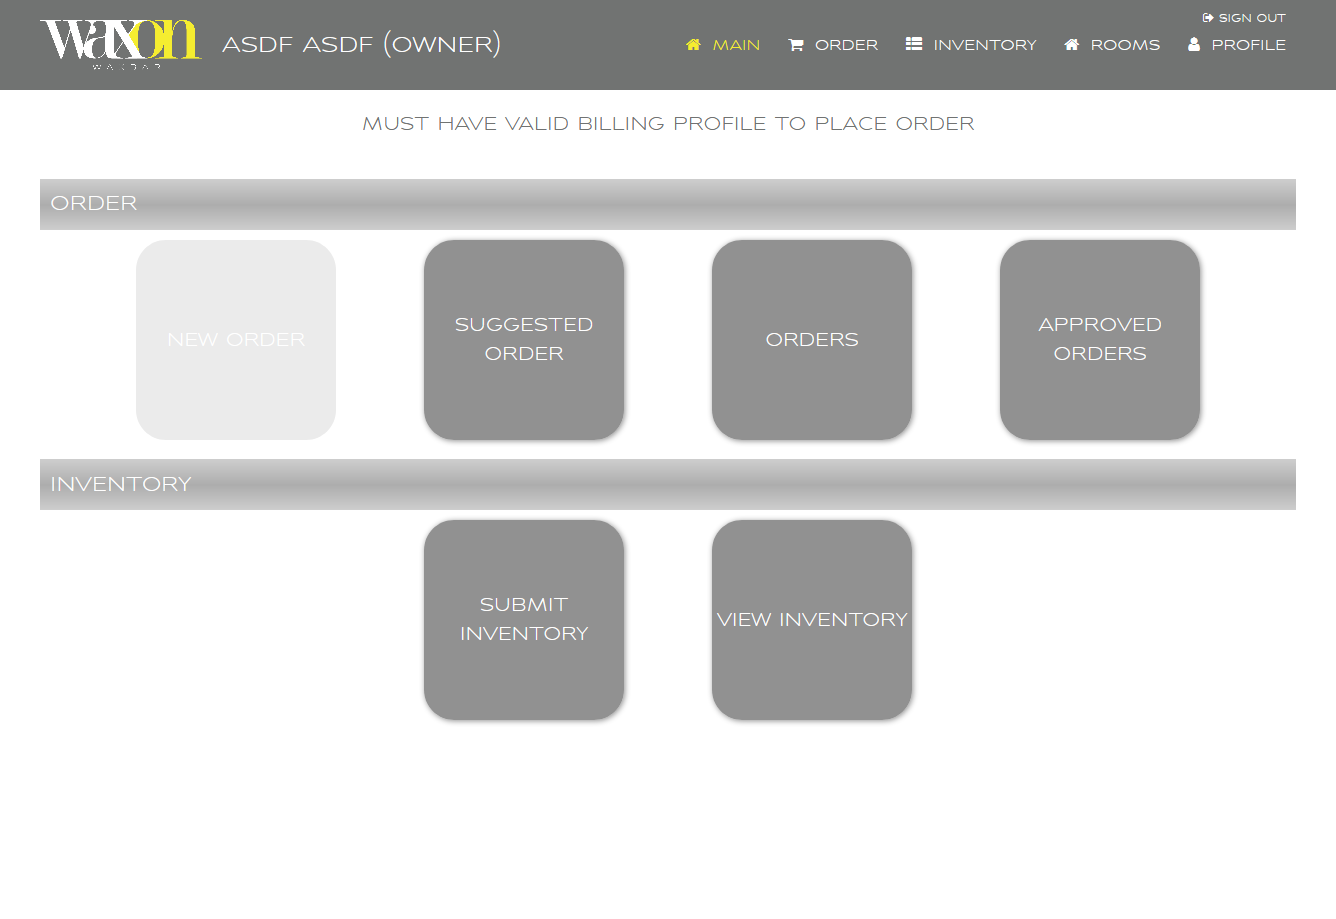 waxon
WAXBAR
ASDF ASDF (OWNER)
SIGN OUT
MAIN ORDER INVENTORY ROOMS PROFILE
MUST HAVE VALID BILLING PROFILE TO PLACE ORDER
ORDER
NEW ORDER
SUGGESTED
ORDER
ORDERS
APPROVED
ORDERS
INVENTORY
SUBMIT
INVENTORY
VIEW INVENTORY